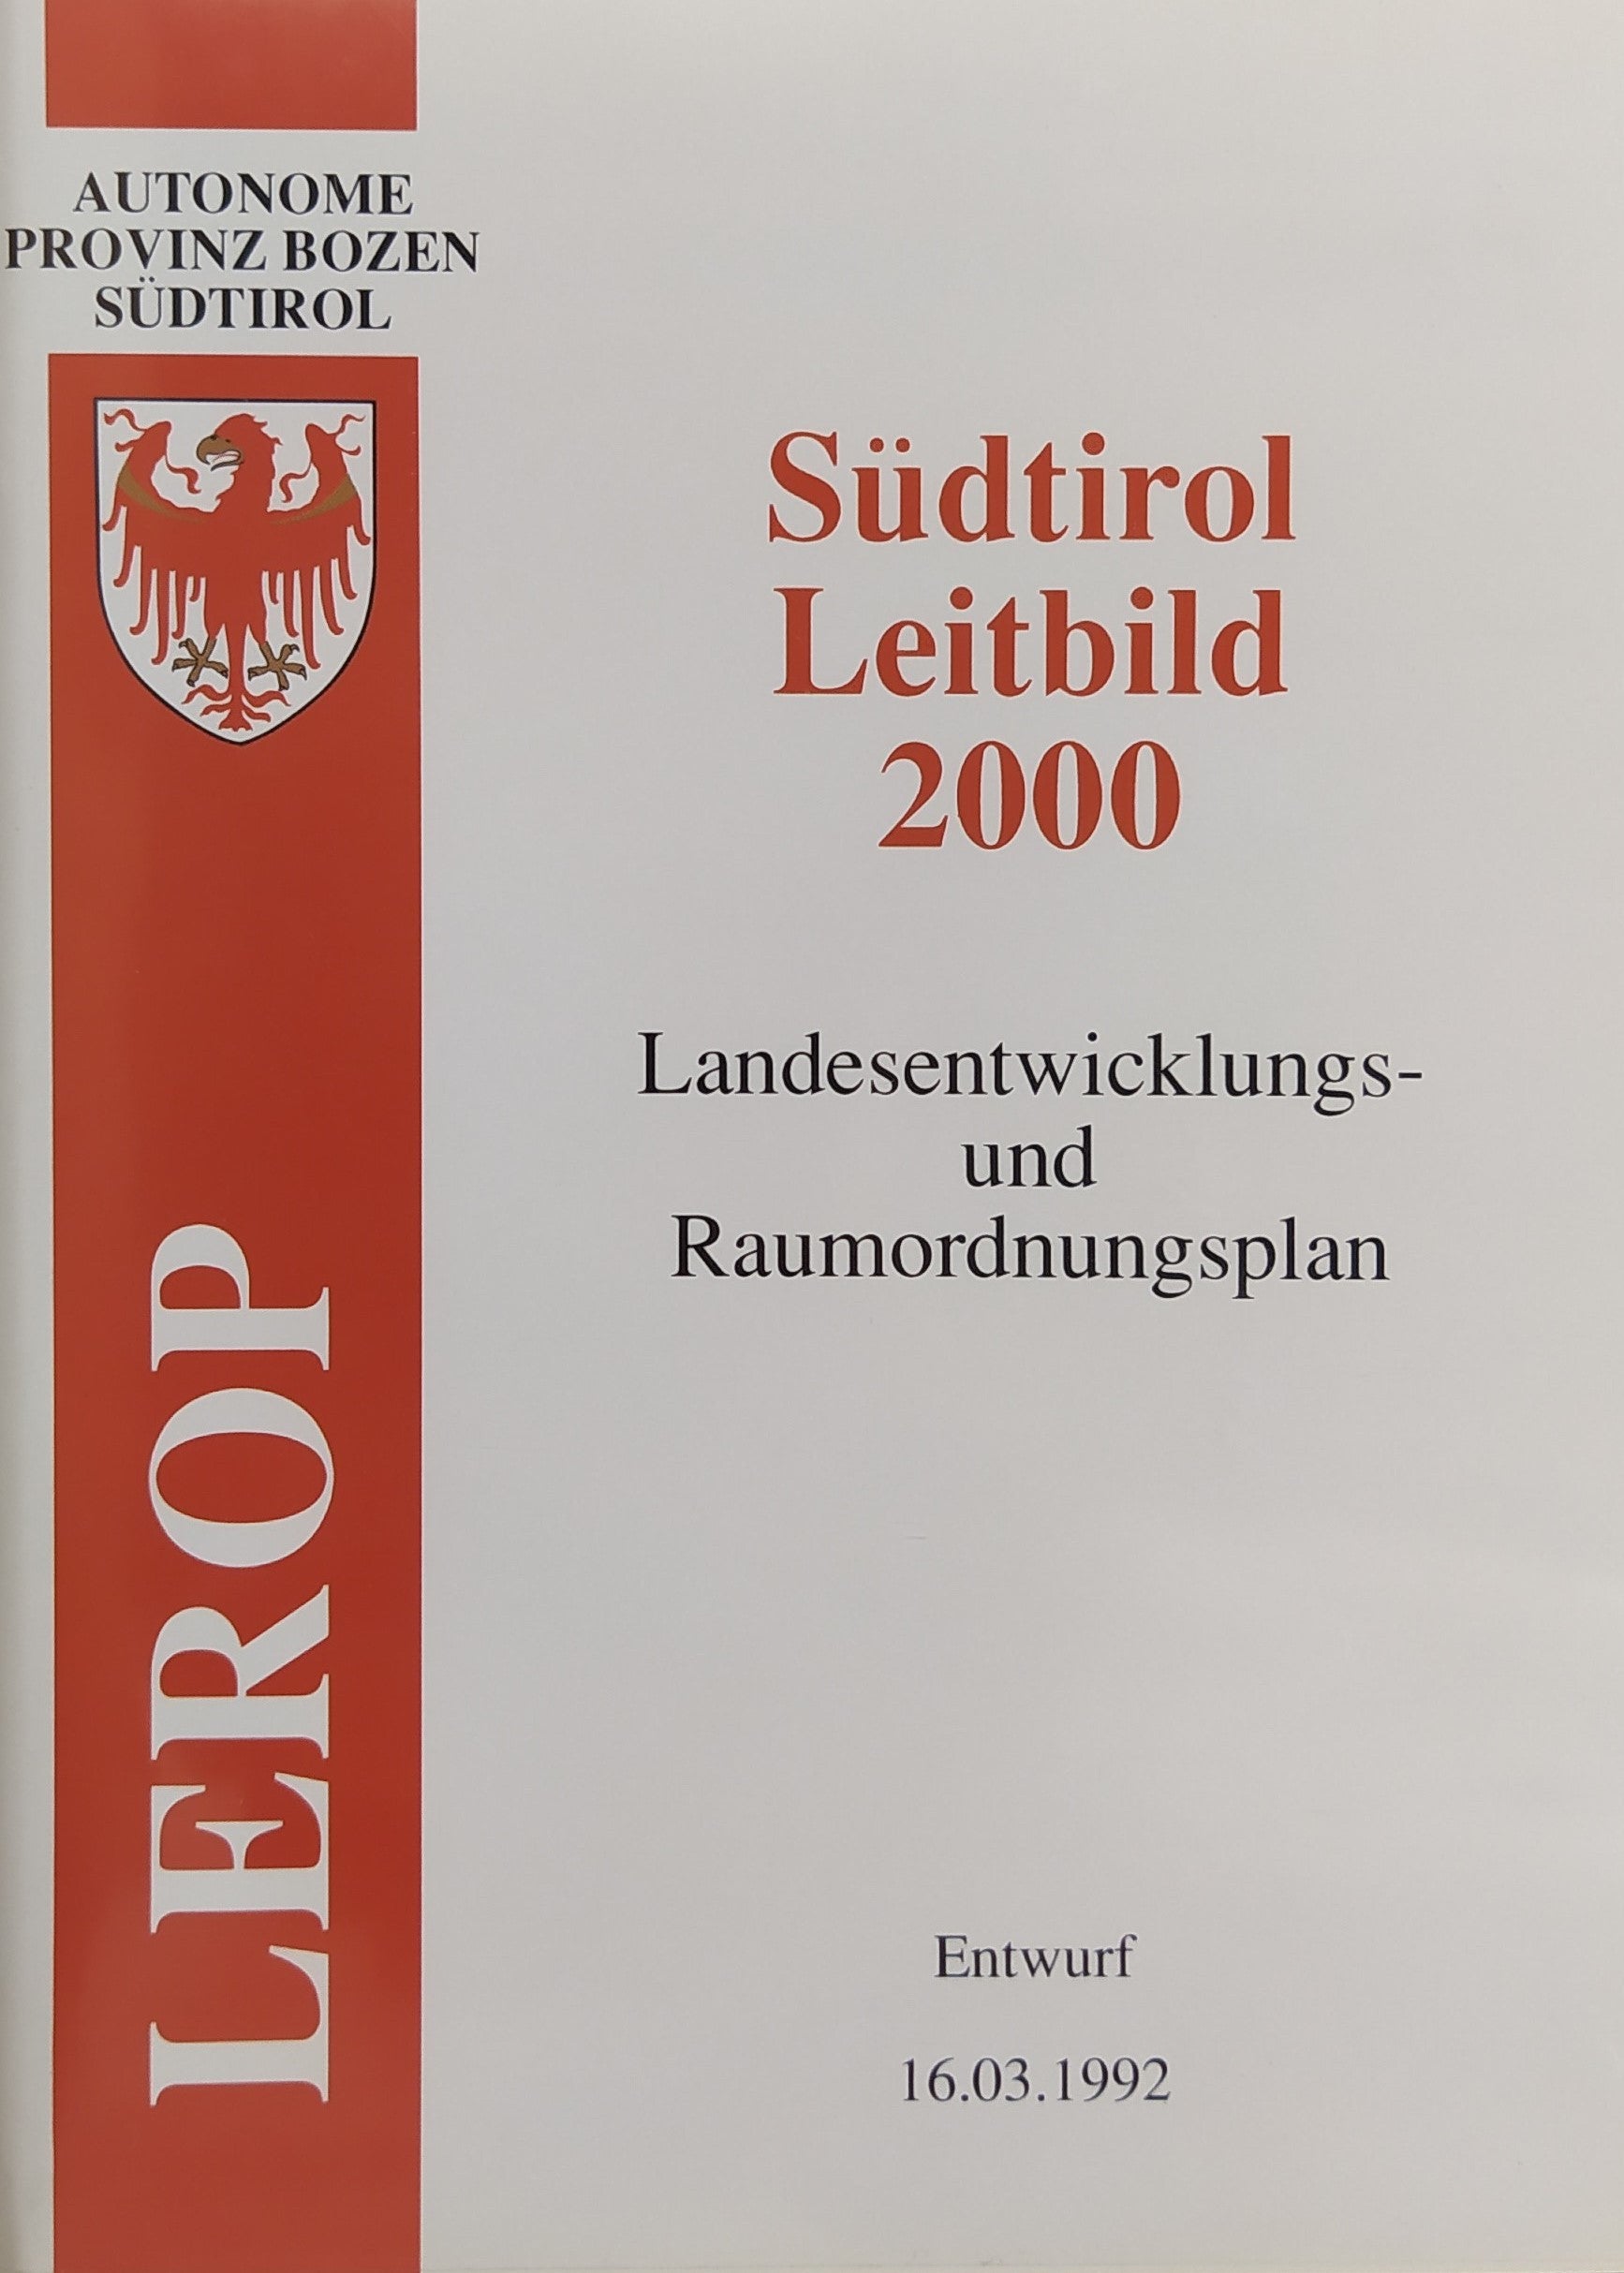 AUTONOME
PROVINZ BOZEN
SÜDTIROL
LEROP
Südtirol
Leitbild
2000
Landesentwicklungs-
und
Raumordnungsplan
Entwurf
16.03.1992